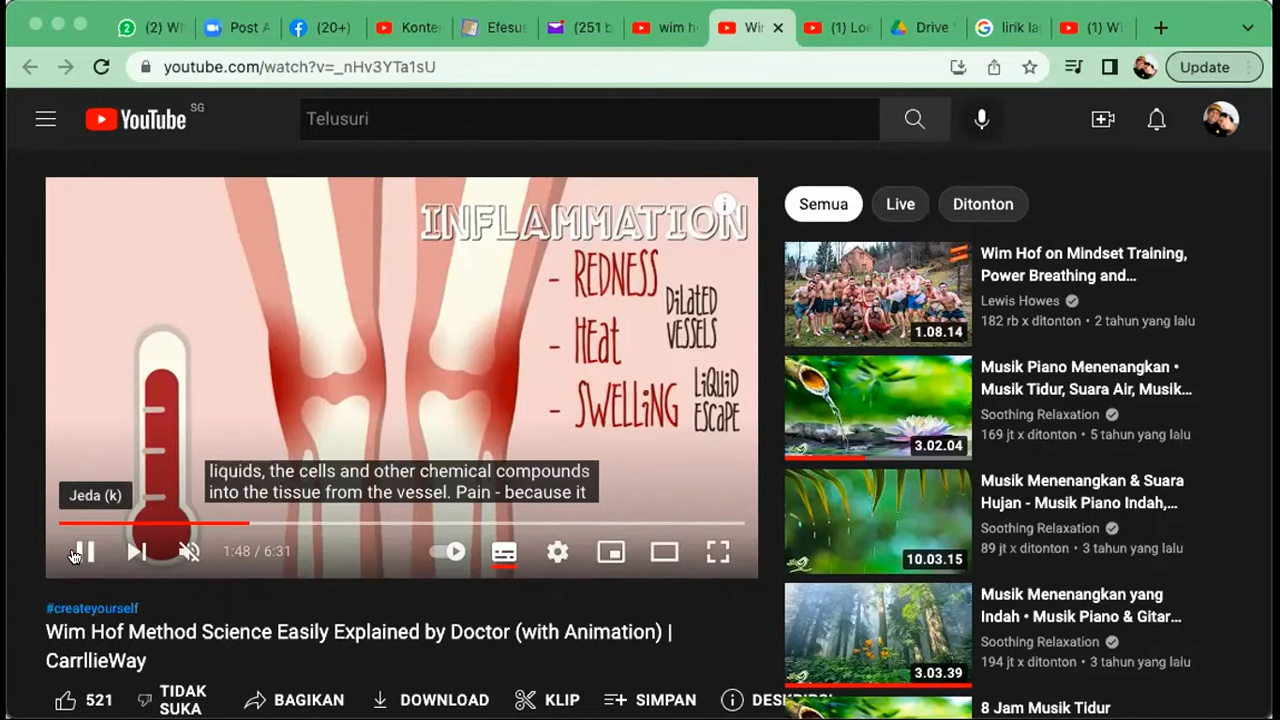 (2) W
Post A
(20+)
Konte
Efesus
(251 b
wim h
Wi
(1) Lo
Drive
lirik la
(1) W
youtube.com/watch?v=_nHv3YTa1sU
Update
YouTube SG
Telusuri
INFLAMMATION
- REDNESS
DILATED
VESSELS
- HEAT
- SWELLING
LIQUID
ESCAPE
liquids, the cells and other chemical compounds
into the tissue from the vessel. Pain - because it
Jeda (k)
1:48 / 6:31
#createyourself
Wim Hof Method Science Easily Explained by Doctor (with Animation) |
CarrllieWay
521
TIDAK
SUKA
BAGIKAN
DOWNLOAD
KLIP
SIMPAN
Semua
Live
Ditonton
1.08.14
Wim Hof on Mindset Training,
Power Breathing and...
Lewis Howes
182 rb x ditonton • 2 tahun yang lalu
3.02.04
Musik Piano Menenangkan •
Musik Tidur, Suara Air, Musik...
Soothing Relaxation
169 jt x ditonton • 5 tahun yang lalu
10.03.15
Musik Menenangkan & Suara
Hujan - Musik Piano Indah,...
Soothing Relaxation
89 jt x ditonton • 3 tahun yang lalu
3.03.39
Musik Menenangkan yang
Indah • Musik Piano & Gitar...
Soothing Relaxation
194 jt x ditonton • 3 tahun yang lalu
8 Jam Musik Tidur